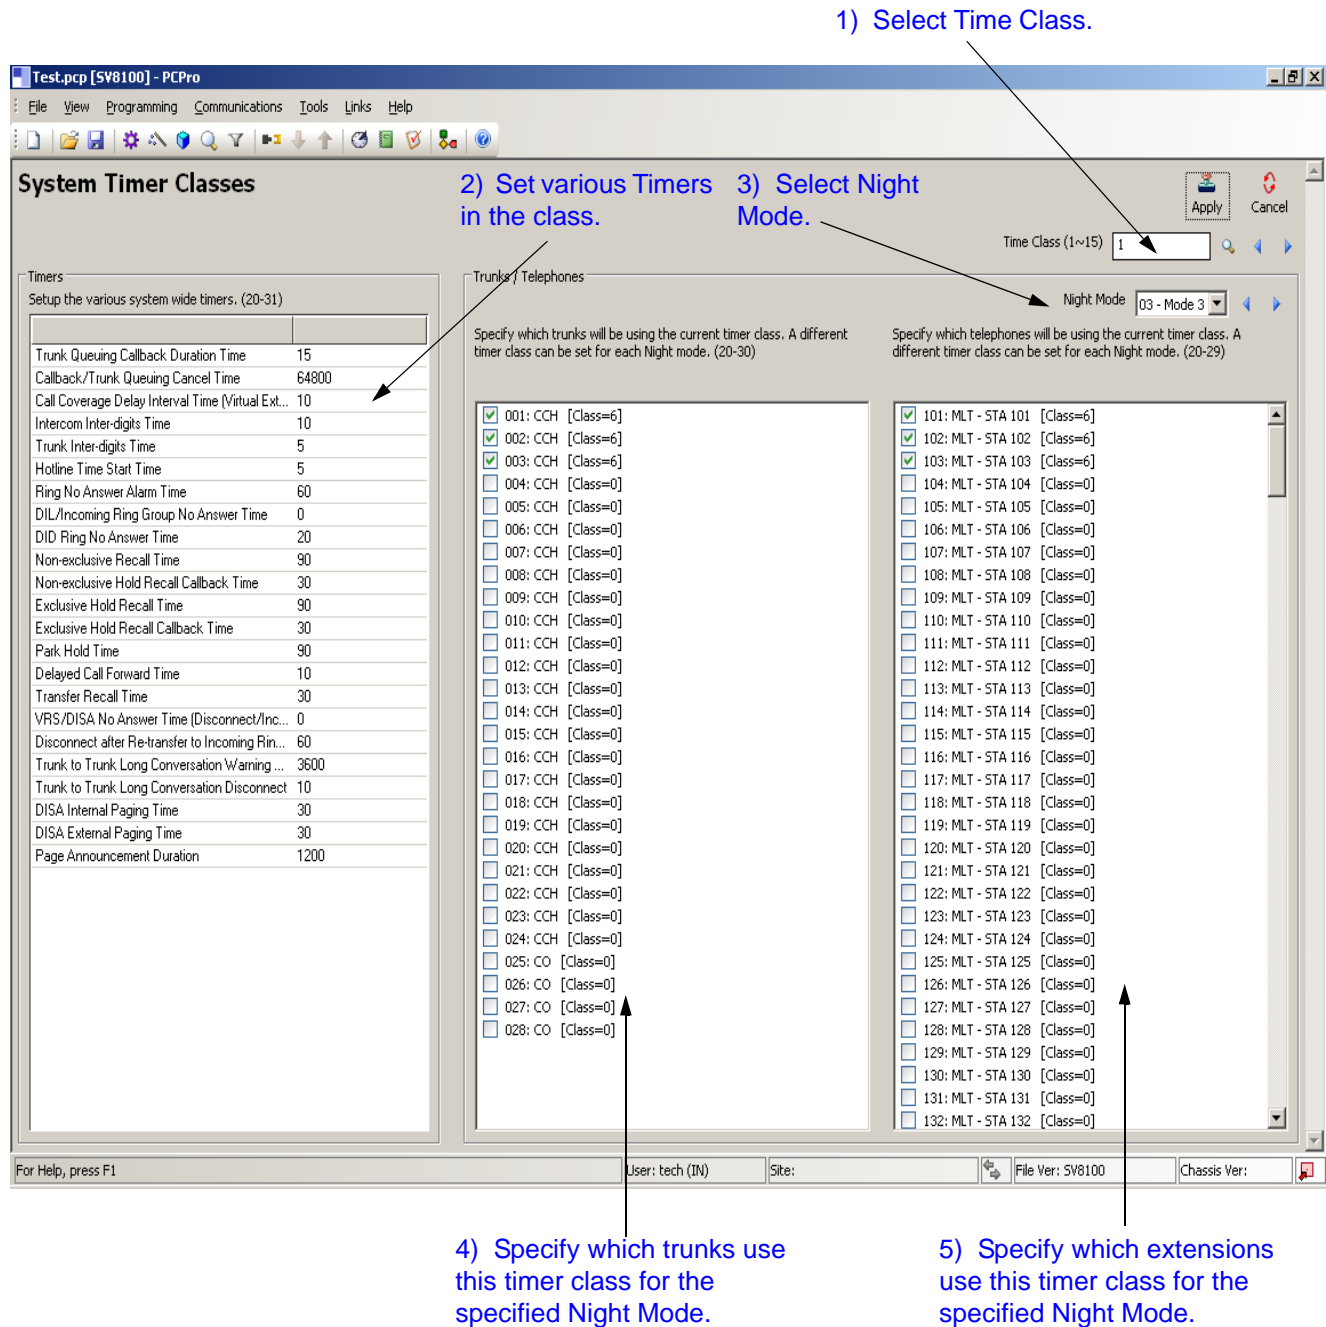 1) Select Time Class.
Test.pcp [SV8100] - PCPro
File View Programming Communications Tools Links Help
System Timer Classes
2) Set various Timers
in the class.
3) Select Night
Mode.
Apply
Cancel
Time Class (1~15) 1
Timers
Setup the various system wide timers. (20-31)
Trunk Queuing Callback Duration Time 15
Callback/Trunk Queuing Cancel Time 64800
Call Coverage Delay Interval Time (Virtual Ext... 10
Intercom Inter-digits Time 10
Trunk Inter-digits Time 5
Hotline Time Start Time 5
Ring No Answer Alarm Time 60
DIL/Incoming Ring Group No Answer Time 0
DID Ring No Answer Time 20
Non-exclusive Recall Time 90
Non-exclusive Hold Recall Callback Time 30
Exclusive Hold Recall Time 90
Exclusive Hold Recall Callback Time 30
Park Hold Time 90
Delayed Call Forward Time 10
Transfer Recall Time 30
VRS/DISA No Answer Time (Disconnect/Inc... 0
Disconnect after Re-transfer to Incoming Rin... 60
Trunk to Trunk Long Conversation Warning ... 3600
Trunk to Trunk Long Conversation Disconnect 10
DISA Internal Paging Time 30
DISA External Paging Time 30
Page Announcement Duration 1200
Trunks / Telephones
Night Mode 03 - Mode 3
Specify which trunks will be using the current timer class. A different
timer class can be set for each Night mode. (20-30)
001: CCH [Class=6]
002: CCH [Class=6]
003: CCH [Class=6]
004: CCH [Class=0]
005: CCH [Class=0]
006: CCH [Class=0]
007: CCH [Class=0]
008: CCH [Class=0]
009: CCH [Class=0]
010: CCH [Class=0]
011: CCH [Class=0]
012: CCH [Class=0]
013: CCH [Class=0]
014: CCH [Class=0]
015: CCH [Class=0]
016: CCH [Class=0]
017: CCH [Class=0]
018: CCH [Class=0]
019: CCH [Class=0]
020: CCH [Class=0]
021: CCH [Class=0]
022: CCH [Class=0]
023: CCH [Class=0]
024: CCH [Class=0]
025: CO [Class=0]
026: CO [Class=0]
027: CO [Class=0]
028: CO [Class=0]
Specify which telephones will be using the current timer class. A
different timer class can be set for each Night mode. (20-29)
101: MLT - STA 101 [Class=6]
102: MLT - STA 102 [Class=6]
103: MLT - STA 103 [Class=6]
104: MLT - STA 104 [Class=0]
105: MLT - STA 105 [Class=0]
106: MLT - STA 106 [Class=0]
107: MLT - STA 107 [Class=0]
108: MLT - STA 108 [Class=0]
109: MLT - STA 109 [Class=0]
110: MLT - STA 110 [Class=0]
111: MLT - STA 111 [Class=0]
112: MLT - STA 112 [Class=0]
113: MLT - STA 113 [Class=0]
114: MLT - STA 114 [Class=0]
115: MLT - STA 115 [Class=0]
116: MLT - STA 116 [Class=0]
117: MLT - STA 117 [Class=0]
118: MLT - STA 118 [Class=0]
119: MLT - STA 119 [Class=0]
120: MLT - STA 120 [Class=0]
121: MLT - STA 121 [Class=0]
122: MLT - STA 122 [Class=0]
123: MLT - STA 123 [Class=0]
124: MLT - STA 124 [Class=0]
125: MLT - STA 125 [Class=0]
126: MLT - STA 126 [Class=0]
127: MLT - STA 127 [Class=0]
128: MLT - STA 128 [Class=0]
129: MLT - STA 129 [Class=0]
130: MLT - STA 130 [Class=0]
131: MLT - STA 131 [Class=0]
132: MLT - STA 132 [Class=0]
For Help, press F1
User: tech (IN)
Site:
File Ver: SV8100
Chassis Ver:
4) Specify which trunks use
this timer class for the
specified Night Mode.
5) Specify which extensions
use this timer class for the
specified Night Mode.